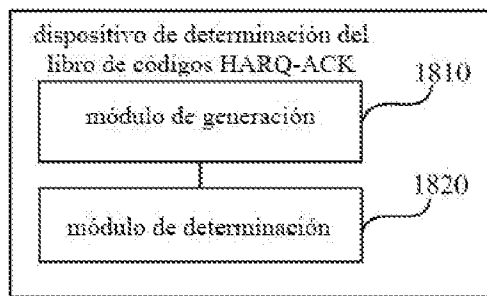 dispositivo de determinación del
libro de códigos HARQ-ACK
1810
módulo de generación
1820
módulo de determinación